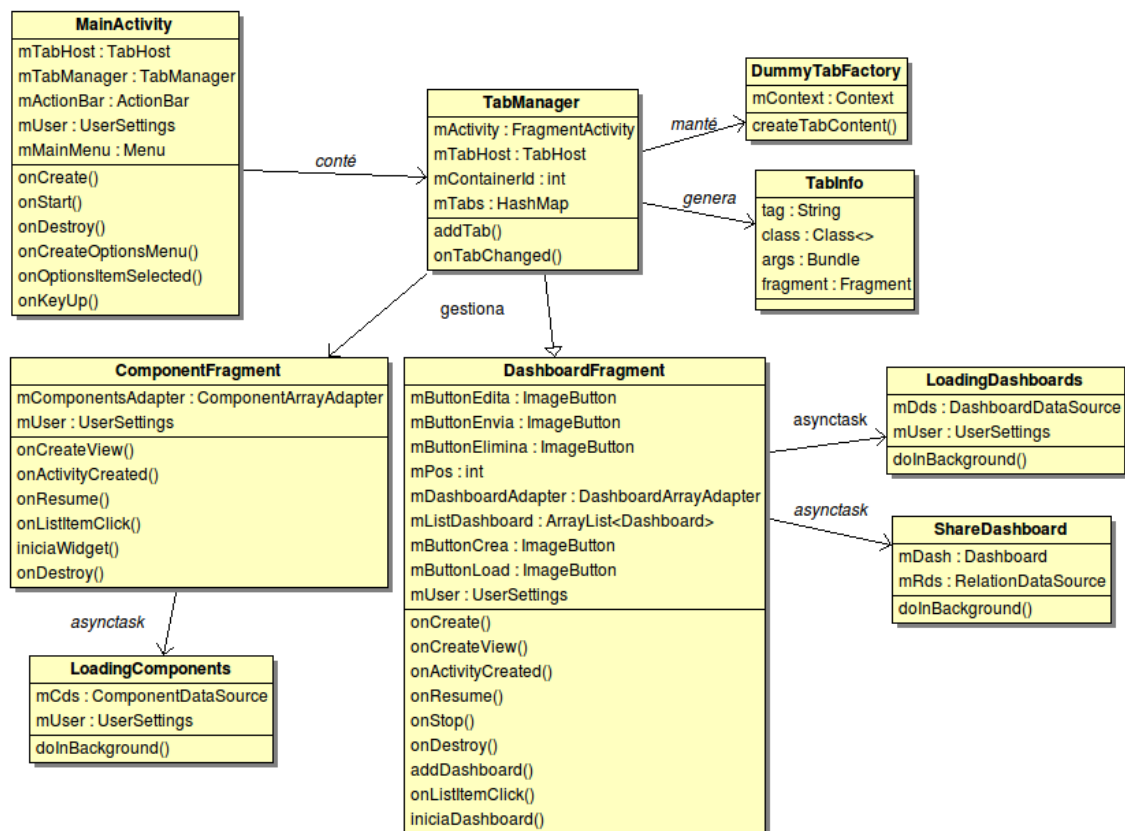 MainActivity
mTabHost : TabHost
mTabManager : TabManager
mActionBar : ActionBar
mUser : UserSettings
mMainMenu : Menu
onCreate()
onStart()
onDestroy()
onCreateOptionsMenu()
onOptionsItemSelected()
onKeyUp()
conté
TabManager
mActivity : FragmentActivity
mTabHost : TabHost
mContainerId : int
mTabs : HashMap
addTab()
onTabChanged()
manté
DummyTabFactory
mContext : Context
createTabContent()
genera
TabInfo
tag : String
class : Class<>
args : Bundle
fragment : Fragment
gestiona
ComponentFragment
mComponentsAdapter : ComponentArrayAdapter
mUser : UserSettings
onCreateView()
onActivityCreated()
onResume()
onListItemClick()
iniciaWidget()
onDestroy()
asynctask
LoadingComponents
mCds : ComponentDataSource
mUser : UserSettings
doInBackground()
DashboardFragment
mButtonEdita : ImageButton
mButtonEnvia : ImageButton
mButtonElimina : ImageButton
mPos : int
mDashboardAdapter : DashboardArrayAdapter
mListDashboard : ArrayList<Dashboard>
mButtonCrea : ImageButton
mButtonLoad : ImageButton
mUser : UserSettings
onCreate()
onCreateView()
onActivityCreated()
onResume()
onStop()
onDestroy()
addDashboard()
onListItemClick()
iniciaDashboard()
asynctask
LoadingDashboards
mDds : DashboardDataSource
mUser : UserSettings
doInBackground()
asynctask
ShareDashboard
mDash : Dashboard
mRds : RelationDataSource
doInBackground()